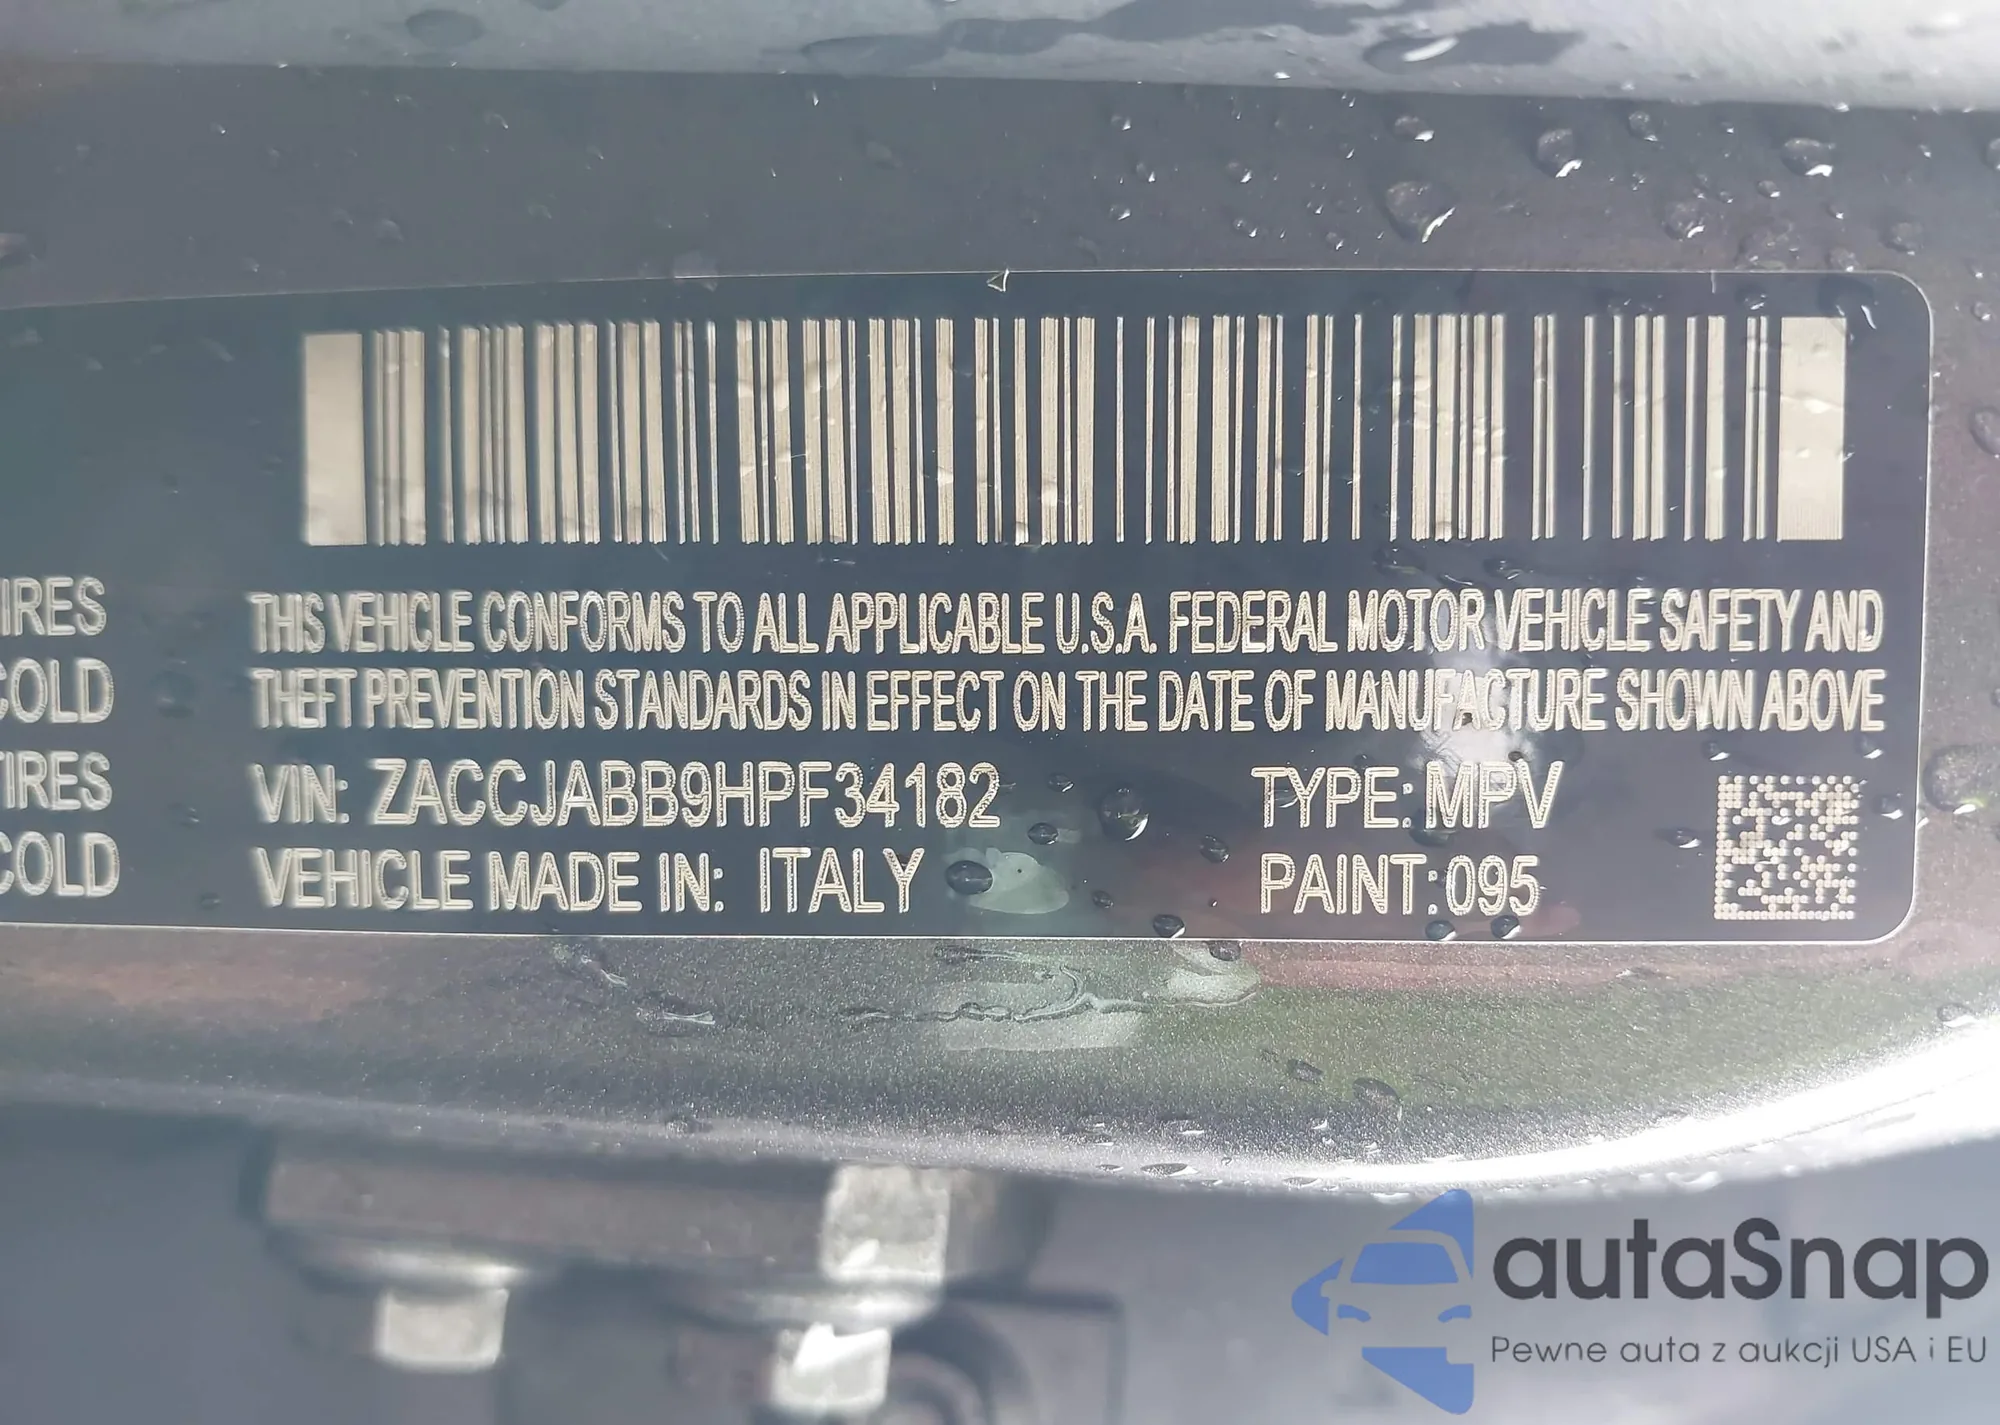 THIS VEHICLE CONFORMS TO ALL APPLICABLE U.S.A. FEDERAL MOTOR VEHICLE SAFETY AND
THEFT PREVENTION STANDARDS IN EFFECT ON THE DATE OF MANUFACTURE SHOWN ABOVE
VIN: ZACCJABB9HPF34182 TYPE: MPV
VEHICLE MADE IN: ITALY PAINT: 095
IRES
COLD
TIRES
COLD
autaSnap
Pewne auta z aukcji USA i EU